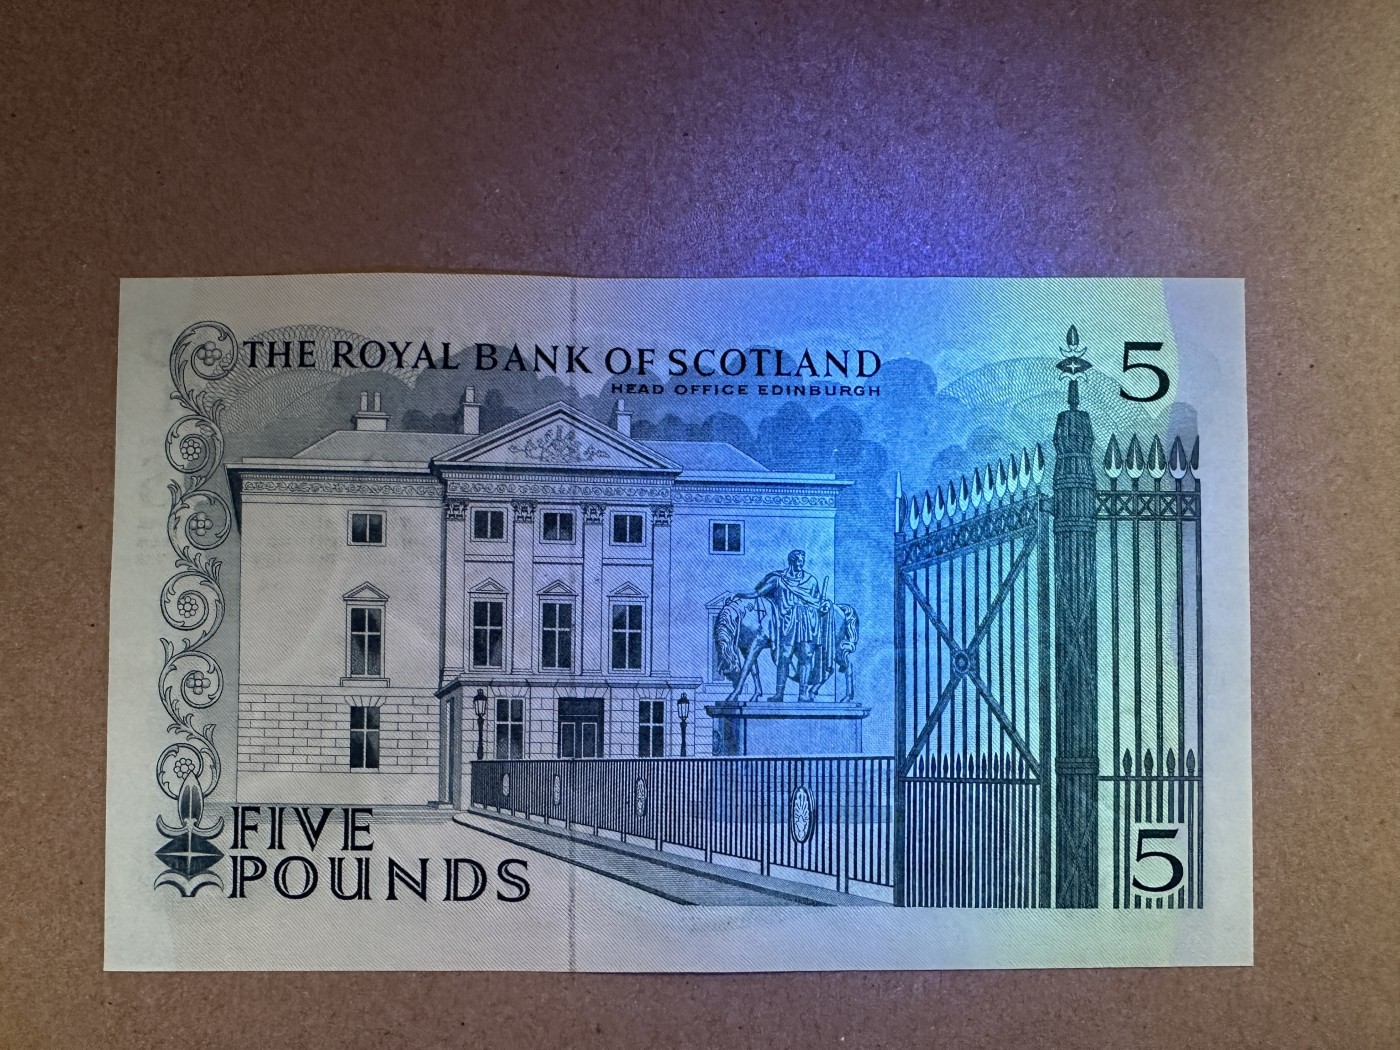 THE ROYAL BANK OF SCOTLAND
HEAD OFFICE EDINBURGH
5
FIVE
POUNDS
5